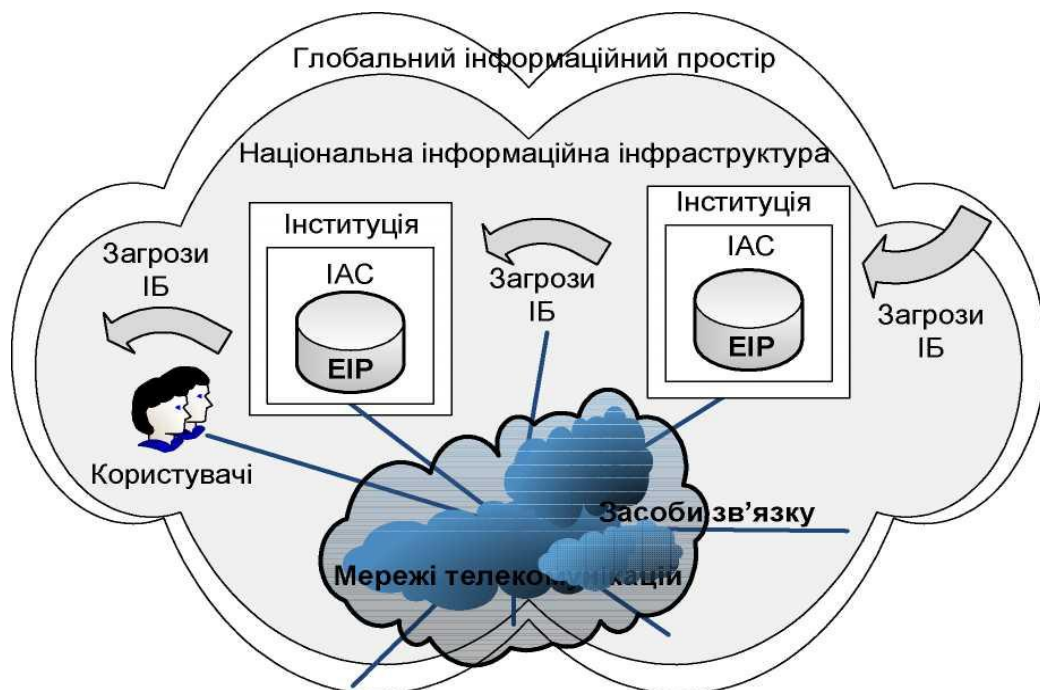 Глобальний інформаційний простір
Національна інформаційна інфраструктура
Інституція
ІАС
ЕІР
Інституція
ІАС
ЕІР
Загрози
ІБ
Загрози
ІБ
Загрози
ІБ
Користувачі
Засоби зв’язку
Мережі телекомунікацій